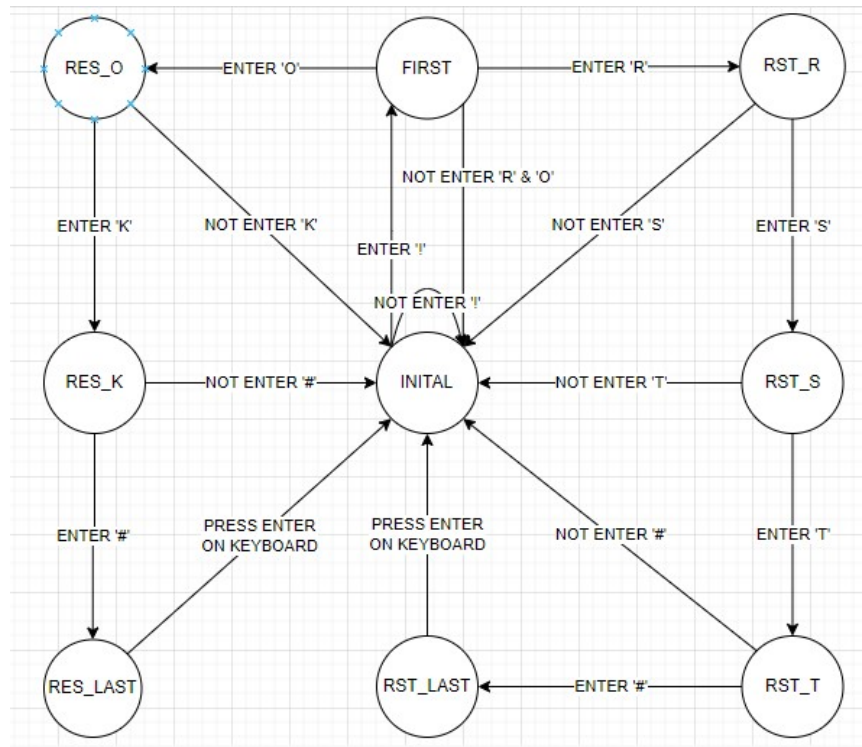 RES_O
ENTER 'O'
FIRST
ENTER 'R'
RST_R
NOT ENTER 'R' & 'O'
ENTER 'K'
NOT ENTER 'K'
NOT ENTER 'S'
ENTER 'S'
ENTER '!'
NOT ENTER '!'
RES_K
NOT ENTER '#'
INITAL
NOT ENTER 'T'
RST_S
PRESS ENTER
ON KEYBOARD
PRESS ENTER
ON KEYBOARD
ENTER '#'
NOT ENTER '#'
ENTER 'T'
RES_LAST
RST_LAST
ENTER '#'
RST_T